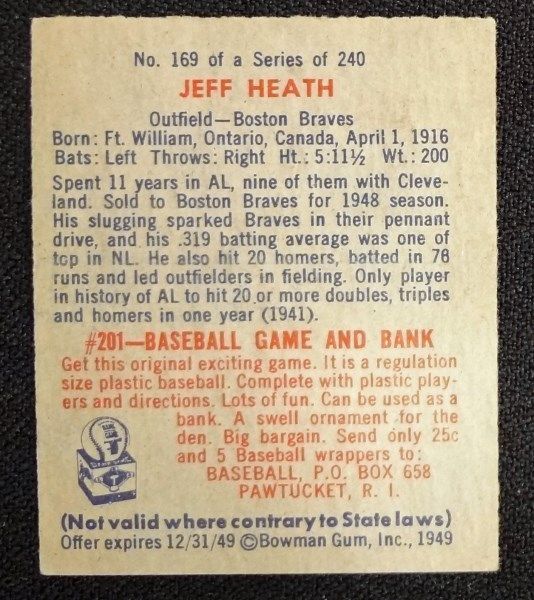 No. 169 of a Series of 240
JEFF HEATH
Outfield—Boston Braves
Born: Ft. William, Ontario, Canada, April 1, 1916
Bats: Left Throws: Right Ht.: 5:11½ Wt.: 200
Spent 11 years in AL, nine of them with Cleve-
land. Sold to Boston Braves for 1948 season.
His slugging sparked Braves in their pennant
drive, and his .319 batting average was one of
top in NL. He also hit 20 homers, batted in 76
runs and led outfielders in fielding. Only player
in history of AL to hit 20 or more doubles, triples
and homers in one year (1941).
#201—BASEBALL GAME AND BANK
Get this original exciting game. It is a regulation
size plastic baseball. Complete with plastic play-
ers and directions. Lots of fun. Can be used as a
bank. A swell ornament for the
den. Big bargain. Send only 25c
and 5 Baseball wrappers to:
BASEBALL, P.O. BOX 658
PAWTUCKET, R. I.
(Not valid where contrary to State laws)
Offer expires 12/31/49 ©Bowman Gum, Inc., 1949